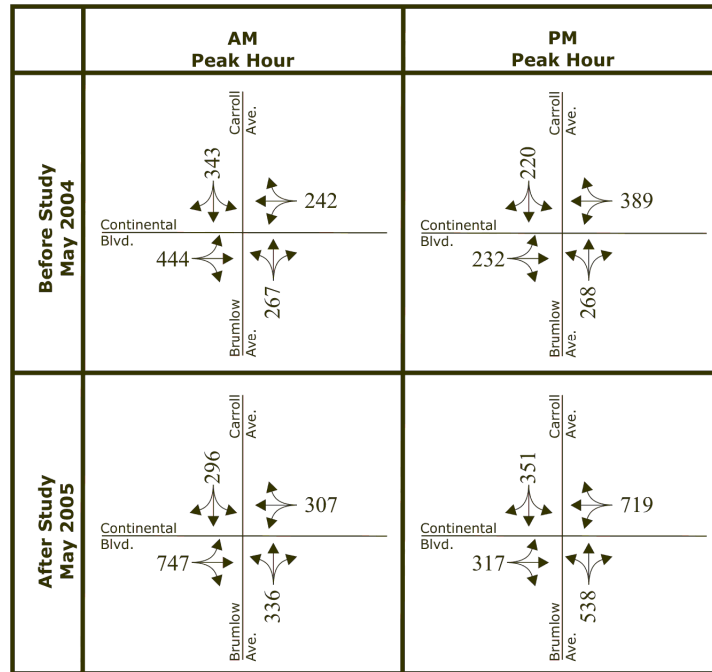 AM
Peak Hour
PM
Peak Hour
Before Study
May 2004
Carroll
Ave.
343
242
Continental
Blvd.
444
267
Brumlow
Ave.
Carroll
Ave.
220
389
Continental
Blvd.
232
268
Brumlow
Ave.
After Study
May 2005
Carroll
Ave.
296
307
Continental
Blvd.
747
336
Brumlow
Ave.
Carroll
Ave.
351
719
Continental
Blvd.
317
538
Brumlow
Ave.